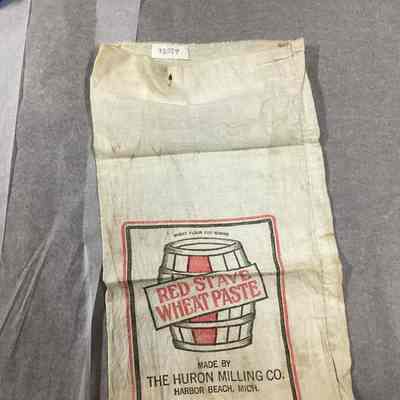 RED STAVE
WHEAT PASTE
MADE BY
THE HURON MILLING CO.
HARBOR BEACH, MICH.